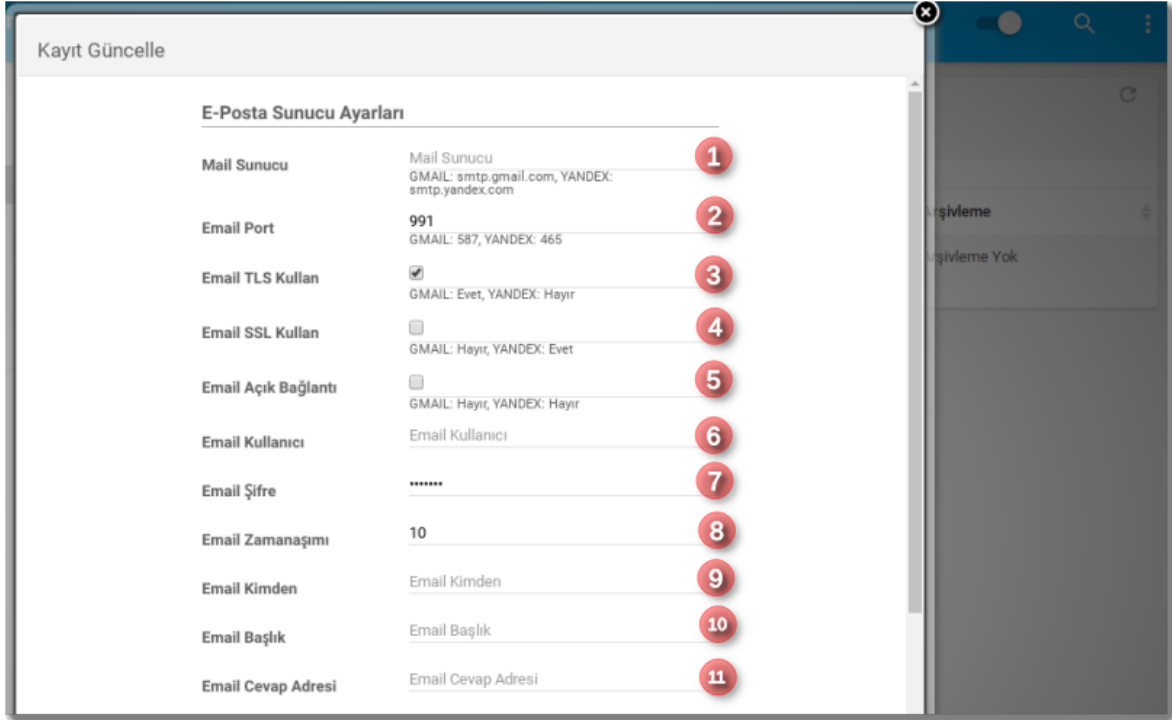 Kayıt Güncelle
E-Posta Sunucu Ayarları
Mail Sunucu
Mail Sunucu
1
GMAIL: smtp.gmail.com, YANDEX:
smtp.yandex.com
Email Port
991
2
GMAIL: 587, YANDEX: 465
Email TLS Kullan
3
GMAIL: Evet, YANDEX: Hayır
Email SSL Kullan
4
GMAIL: Hayır, YANDEX: Evet
Email Açık Bağlantı
5
GMAIL: Hayır, YANDEX: Hayır
Email Kullanıcı
Email Kullanıcı
6
Email Şifre
•••••••
7
Email Zamanaşımı
10
8
Email Kimden
Email Kimden
9
Email Başlık
Email Başlık
10
Email Cevap Adresi
Email Cevap Adresi
11
Arşivleme
Arşivleme Yok